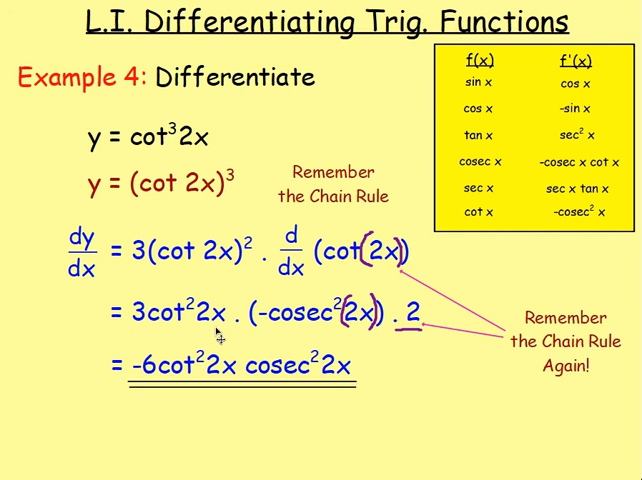 L.I. Differentiating Trig. Functions
Example 4: Differentiate
y = cot³2x
y = (cot 2x)³
Remember
the Chain Rule
dy/dx = 3(cot 2x)² . d/dx (cot(2x))
= 3cot²2x . (-cosec²(2x)) . 2
= -6cot²2x cosec²2x
Remember
the Chain Rule
Again!
f(x) f'(x)
sin x cos x
cos x -sin x
tan x sec² x
cosec x -cosec x cot x
sec x sec x tan x
cot x -cosec² x